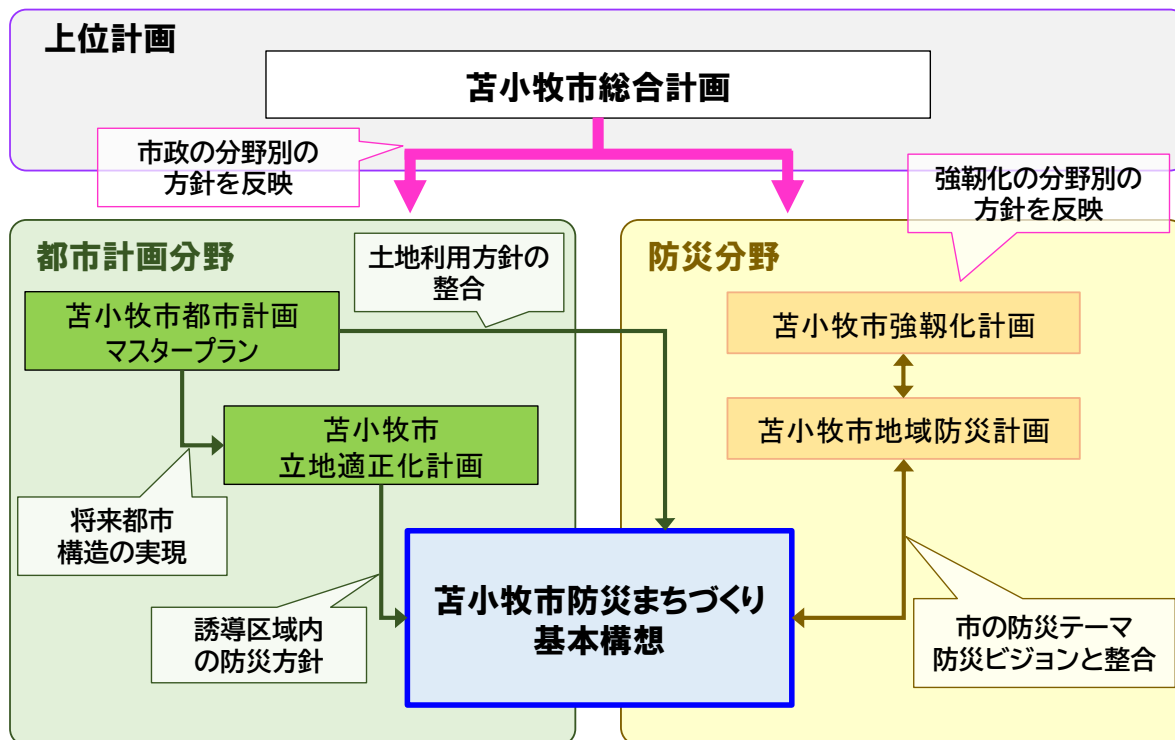 上位計画
苫小牧市総合計画
市政の分野別の
方針を反映
強靭化の分野別の
方針を反映
都市計画分野
土地利用方針の
整合
苫小牧市都市計画
マスタープラン
苫小牧市
立地適正化計画
将来都市
構造の実現
誘導区域内
の防災方針
防災分野
苫小牧市強靭化計画
苫小牧市地域防災計画
苫小牧市防災まちづくり
基本構想
市の防災テーマ
防災ビジョンと整合